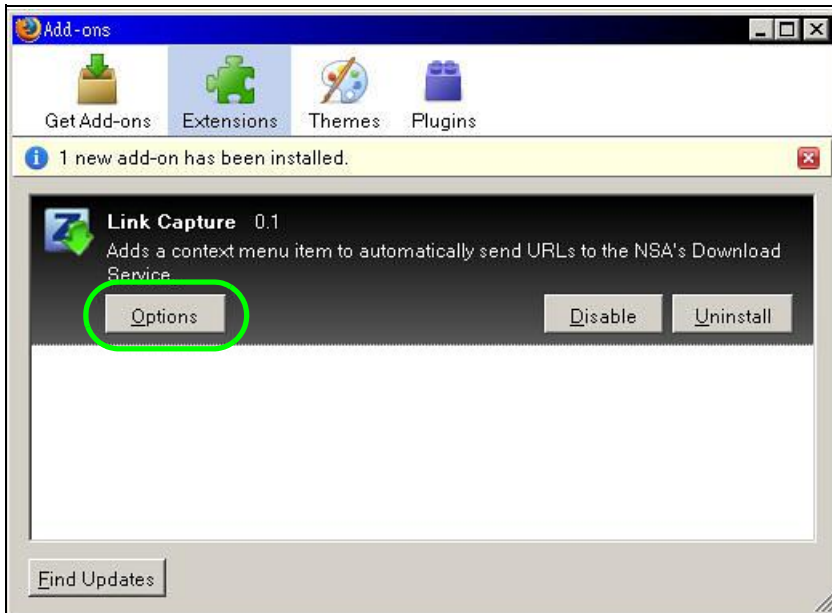 Add-ons
Get Add-ons Extensions Themes Plugins
1 new add-on has been installed.
Link Capture 0.1
Adds a context menu item to automatically send URLs to the NSA's Download
Service
Options Disable Uninstall
Find Updates